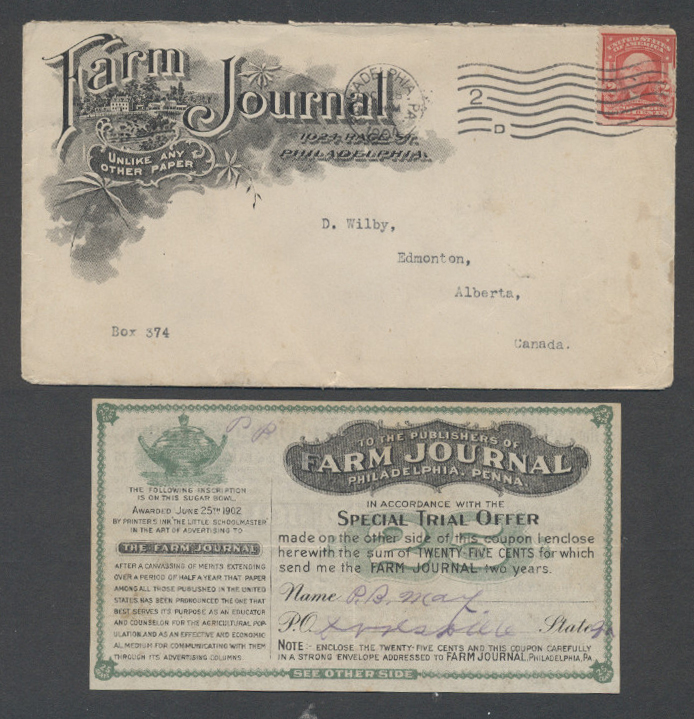 Farm
Journal
UNLIKE ANY
OTHER PAPER
1024 RACE ST.
PHILADELPHIA.
PHILADELPHIA, PA
2
D
UNITED STATES
OF AMERICA
D. Wilby,
Edmonton,
Alberta,
Canada.
Box 374
P B
THE FOLLOWING INSCRIPTION
IS ON THIS SUGAR BOWL.
AWARDED JUNE 25TH 1902
BY PRINTER'S INK THE LITTLE SCHOOLMASTER
IN THE ART OF ADVERTISING TO
THE FARM JOURNAL
AFTER A CANVASSING OF MERITS EXTENDING
OVER A PERIOD OF HALF A YEAR THAT PAPER
AMONG ALL THOSE PUBLISHED IN THE UNITED
STATES, HAS BEEN PRONOUNCED THE ONE THAT
BEST SERVES ITS PURPOSE AS AN EDUCATOR
AND COUNSELOR FOR THE AGRICULTURAL POP-
ULATION, AND AS AN EFFECTIVE AND ECONOMIC-
AL MEDIUM FOR COMMUNICATING WITH THEM
THROUGH ITS ADVERTISING COLUMNS.
TO THE PUBLISHERS OF
FARM JOURNAL
PHILADELPHIA, PENNA.
IN ACCORDANCE WITH THE
SPECIAL TRIAL OFFER
made on the other side of this coupon I enclose
herewith the sum of TWENTY-FIVE CENTS for which
send me the FARM JOURNAL two years.
Name P. B. May
P.O. State
NOTE:- ENCLOSE THE TWENTY-FIVE CENTS AND THIS COUPON CAREFULLY
IN A STRONG ENVELOPE ADDRESSED TO FARM JOURNAL, PHILADELPHIA, PA
SEE OTHER SIDE